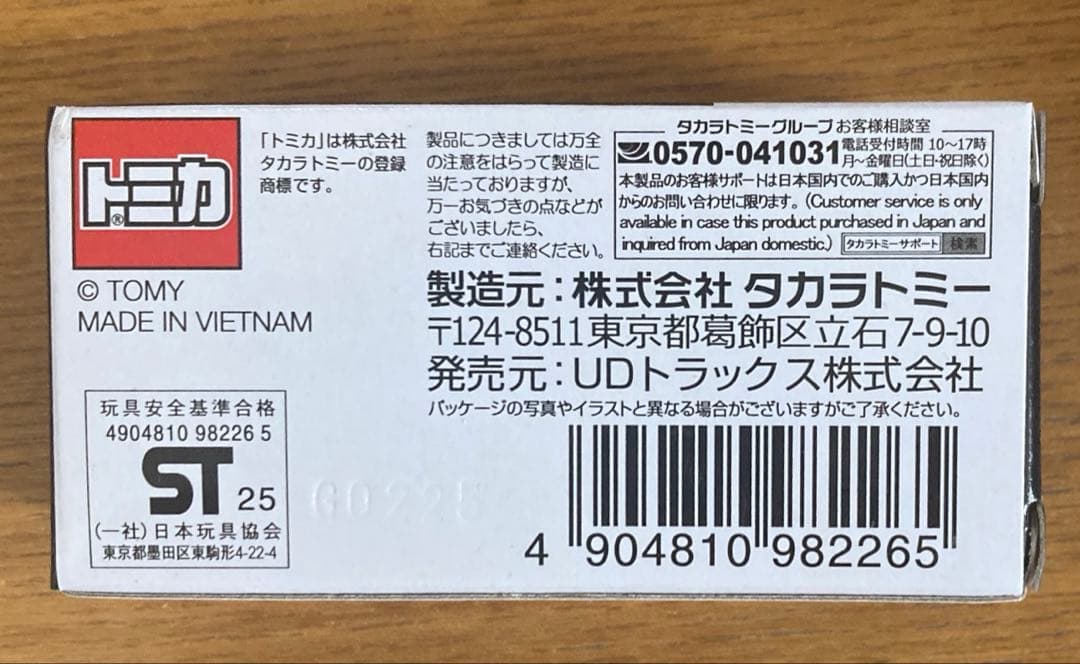 トミカ®
「トミカ」は株式会社
タカラトミーの登録
商標です。
© TOMY
MADE IN VIETNAM
製品につきましては万全
の注意をはらって製造に
当たっておりますが、
万一お気づきの点などが
ございましたら、
右記までご連絡ください。
タカラトミーグループ お客様相談室
0570-041031 電話受付時間 10〜17時
月〜金曜日(土日・祝日除く)
本製品のお客様サポートは日本国内でのご購入かつ日本国内
からのお問い合わせに限ります。(Customer service is only
available in case this product purchased in Japan and
inquired from Japan domestic.) タカラトミーサポート 検索
製造元：株式会社 タカラトミー
〒124-8511東京都葛飾区立石7-9-10
発売元：UDトラックス株式会社
パッケージの写真やイラストと異なる場合がございますがご了承ください。
玩具安全基準合格
4904810 98226 5
ST 25
(一社)日本玩具協会
東京都墨田区東駒形4-22-4
G0225
4 904810 982265